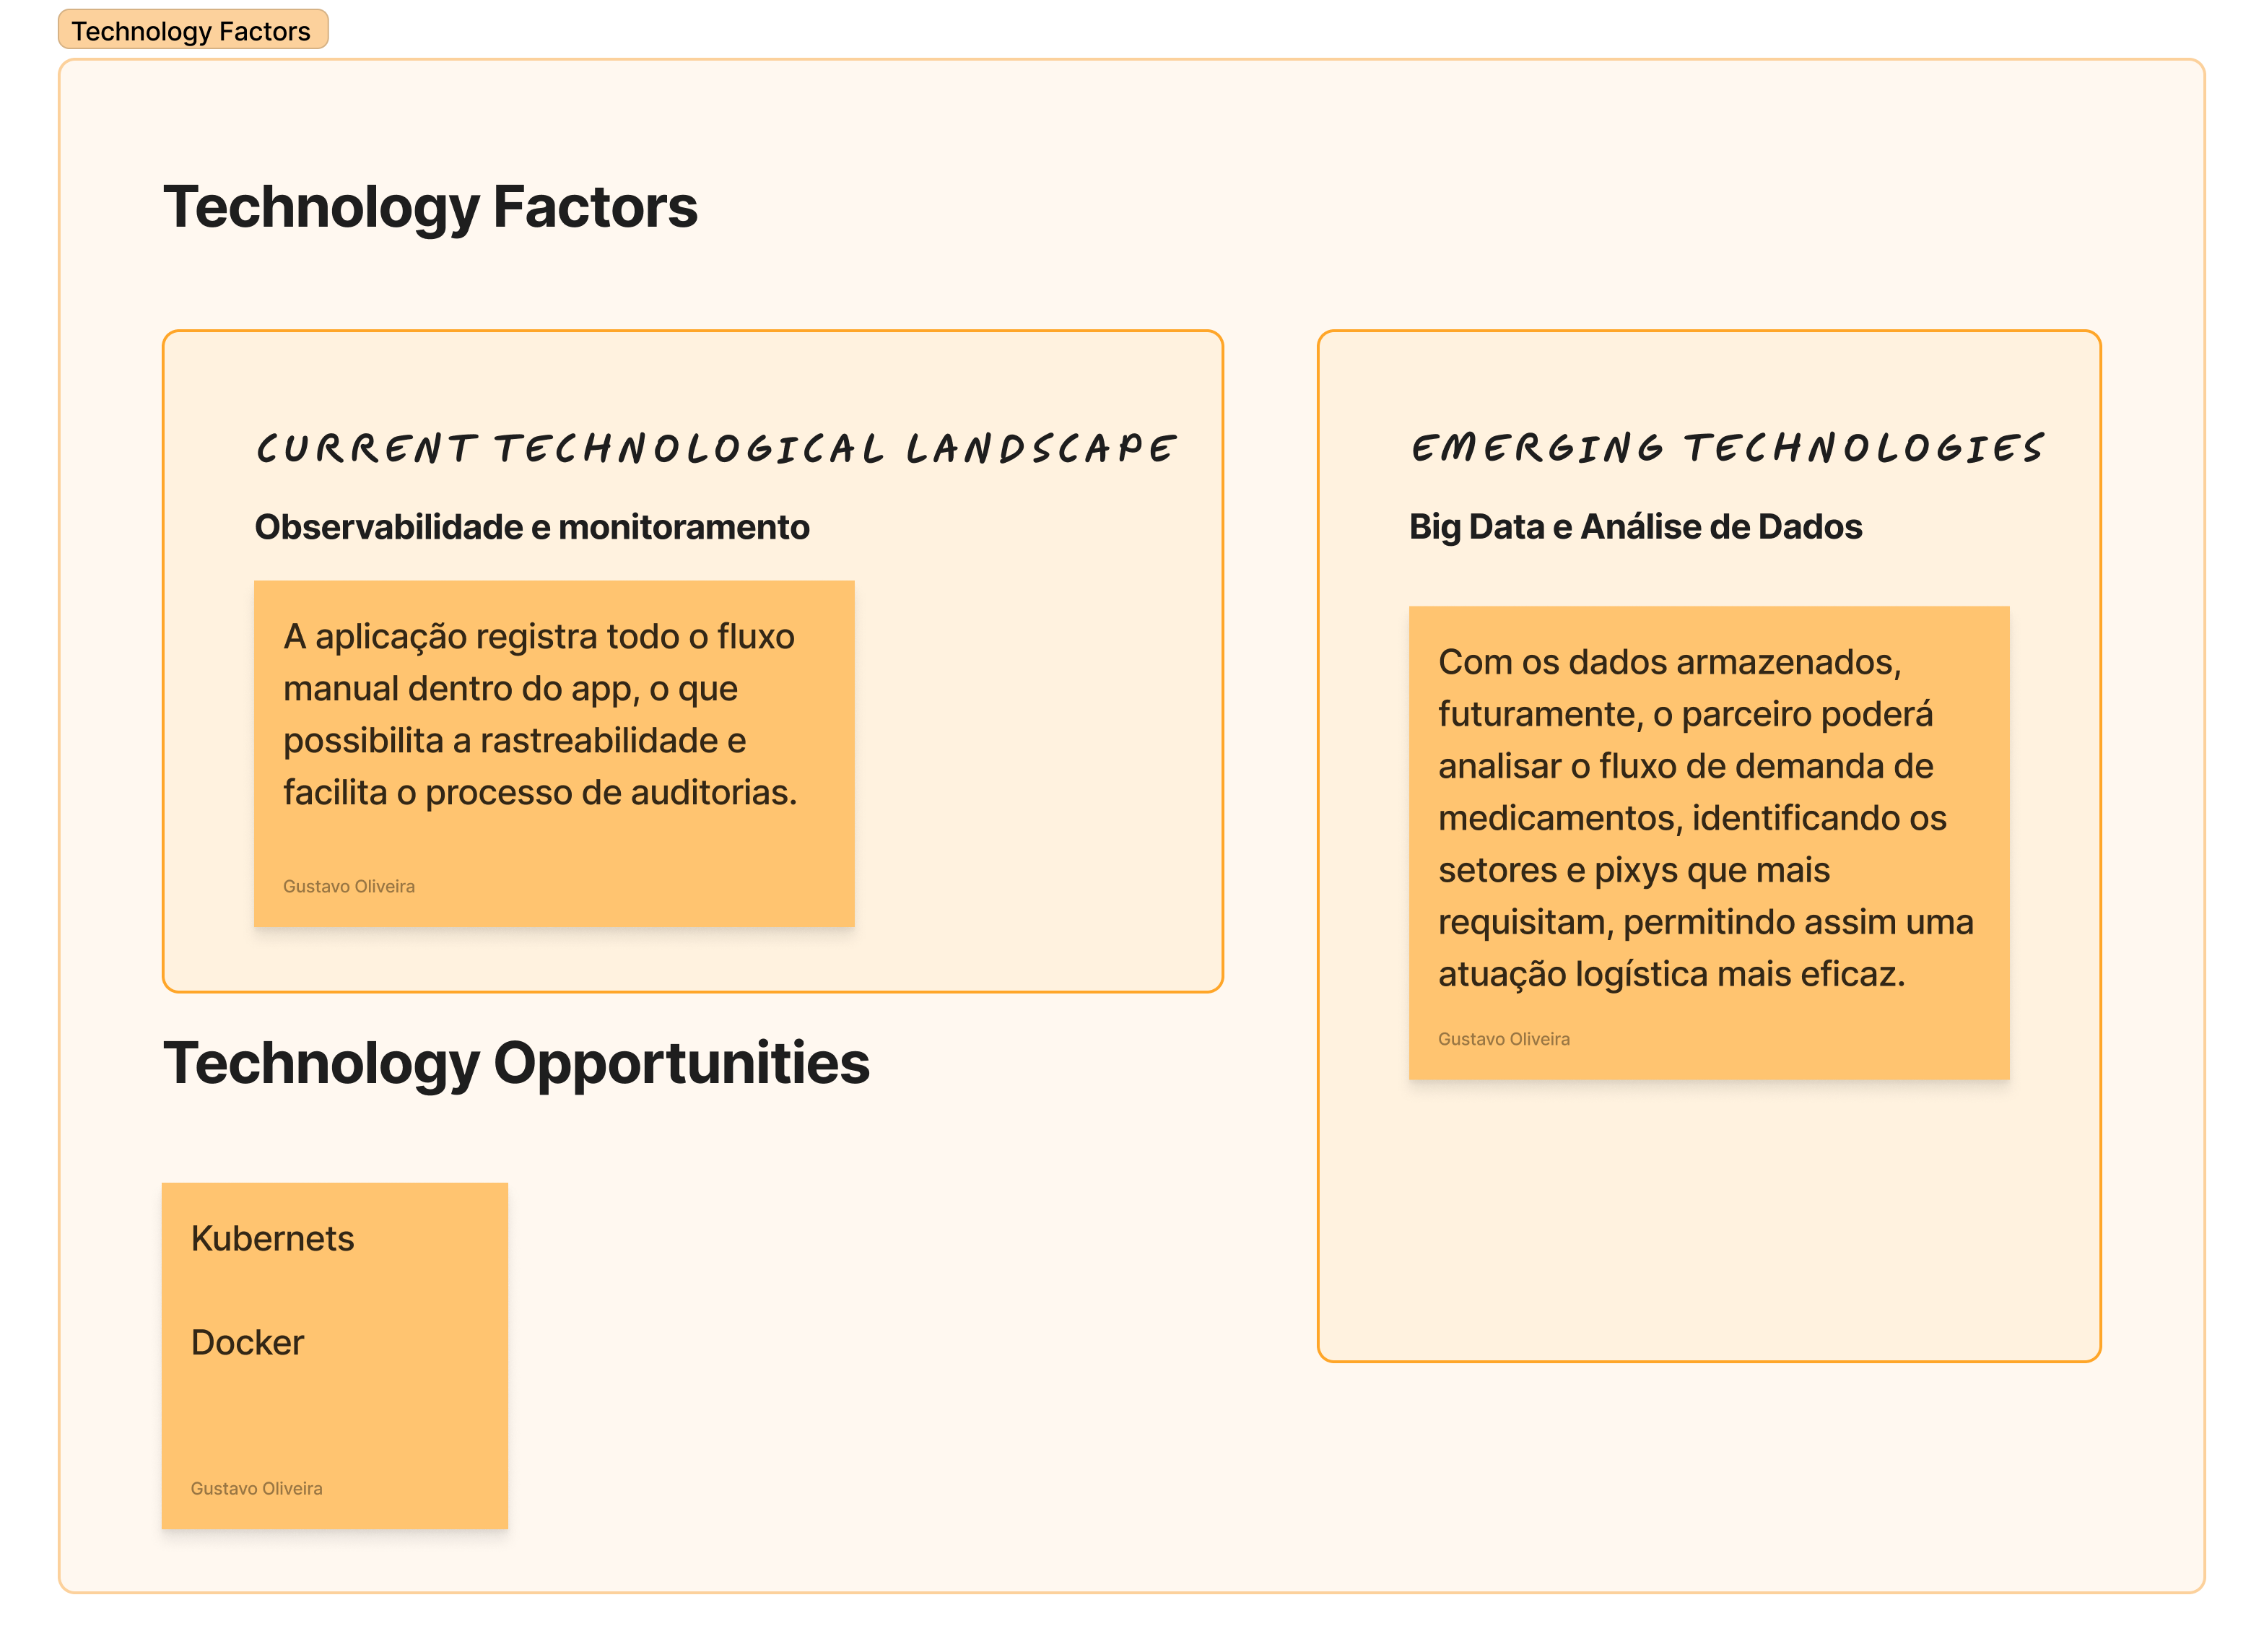 Technology Factors
Technology Factors
CURRENT TECHNOLOGICAL LANDSCAPE
Observabilidade e monitoramento
A aplicação registra todo o fluxo
manual dentro do app, o que
possibilita a rastreabilidade e
facilita o processo de auditorias.
Gustavo Oliveira
EMERGING TECHNOLOGIES
Big Data e Análise de Dados
Com os dados armazenados,
futuramente, o parceiro poderá
analisar o fluxo de demanda de
medicamentos, identificando os
setores e pixys que mais
requisitam, permitindo assim uma
atuação logística mais eficaz.
Gustavo Oliveira
Technology Opportunities
Kubernets
Docker
Gustavo Oliveira